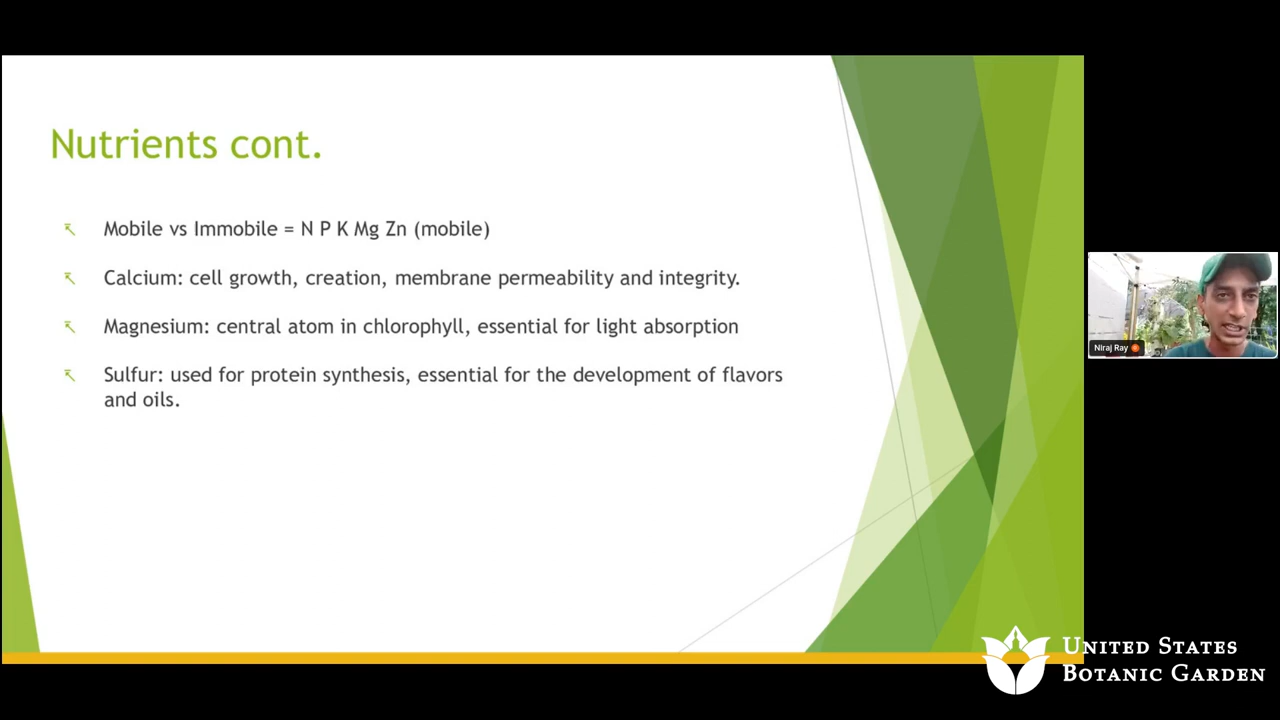 Nutrients cont.
Mobile vs Immobile = N P K Mg Zn (mobile)
Calcium: cell growth, creation, membrane permeability and integrity.
Magnesium: central atom in chlorophyll, essential for light absorption
Sulfur: used for protein synthesis, essential for the development of flavors
and oils.
Niraj Ray
UNITED STATES
BOTANIC GARDEN